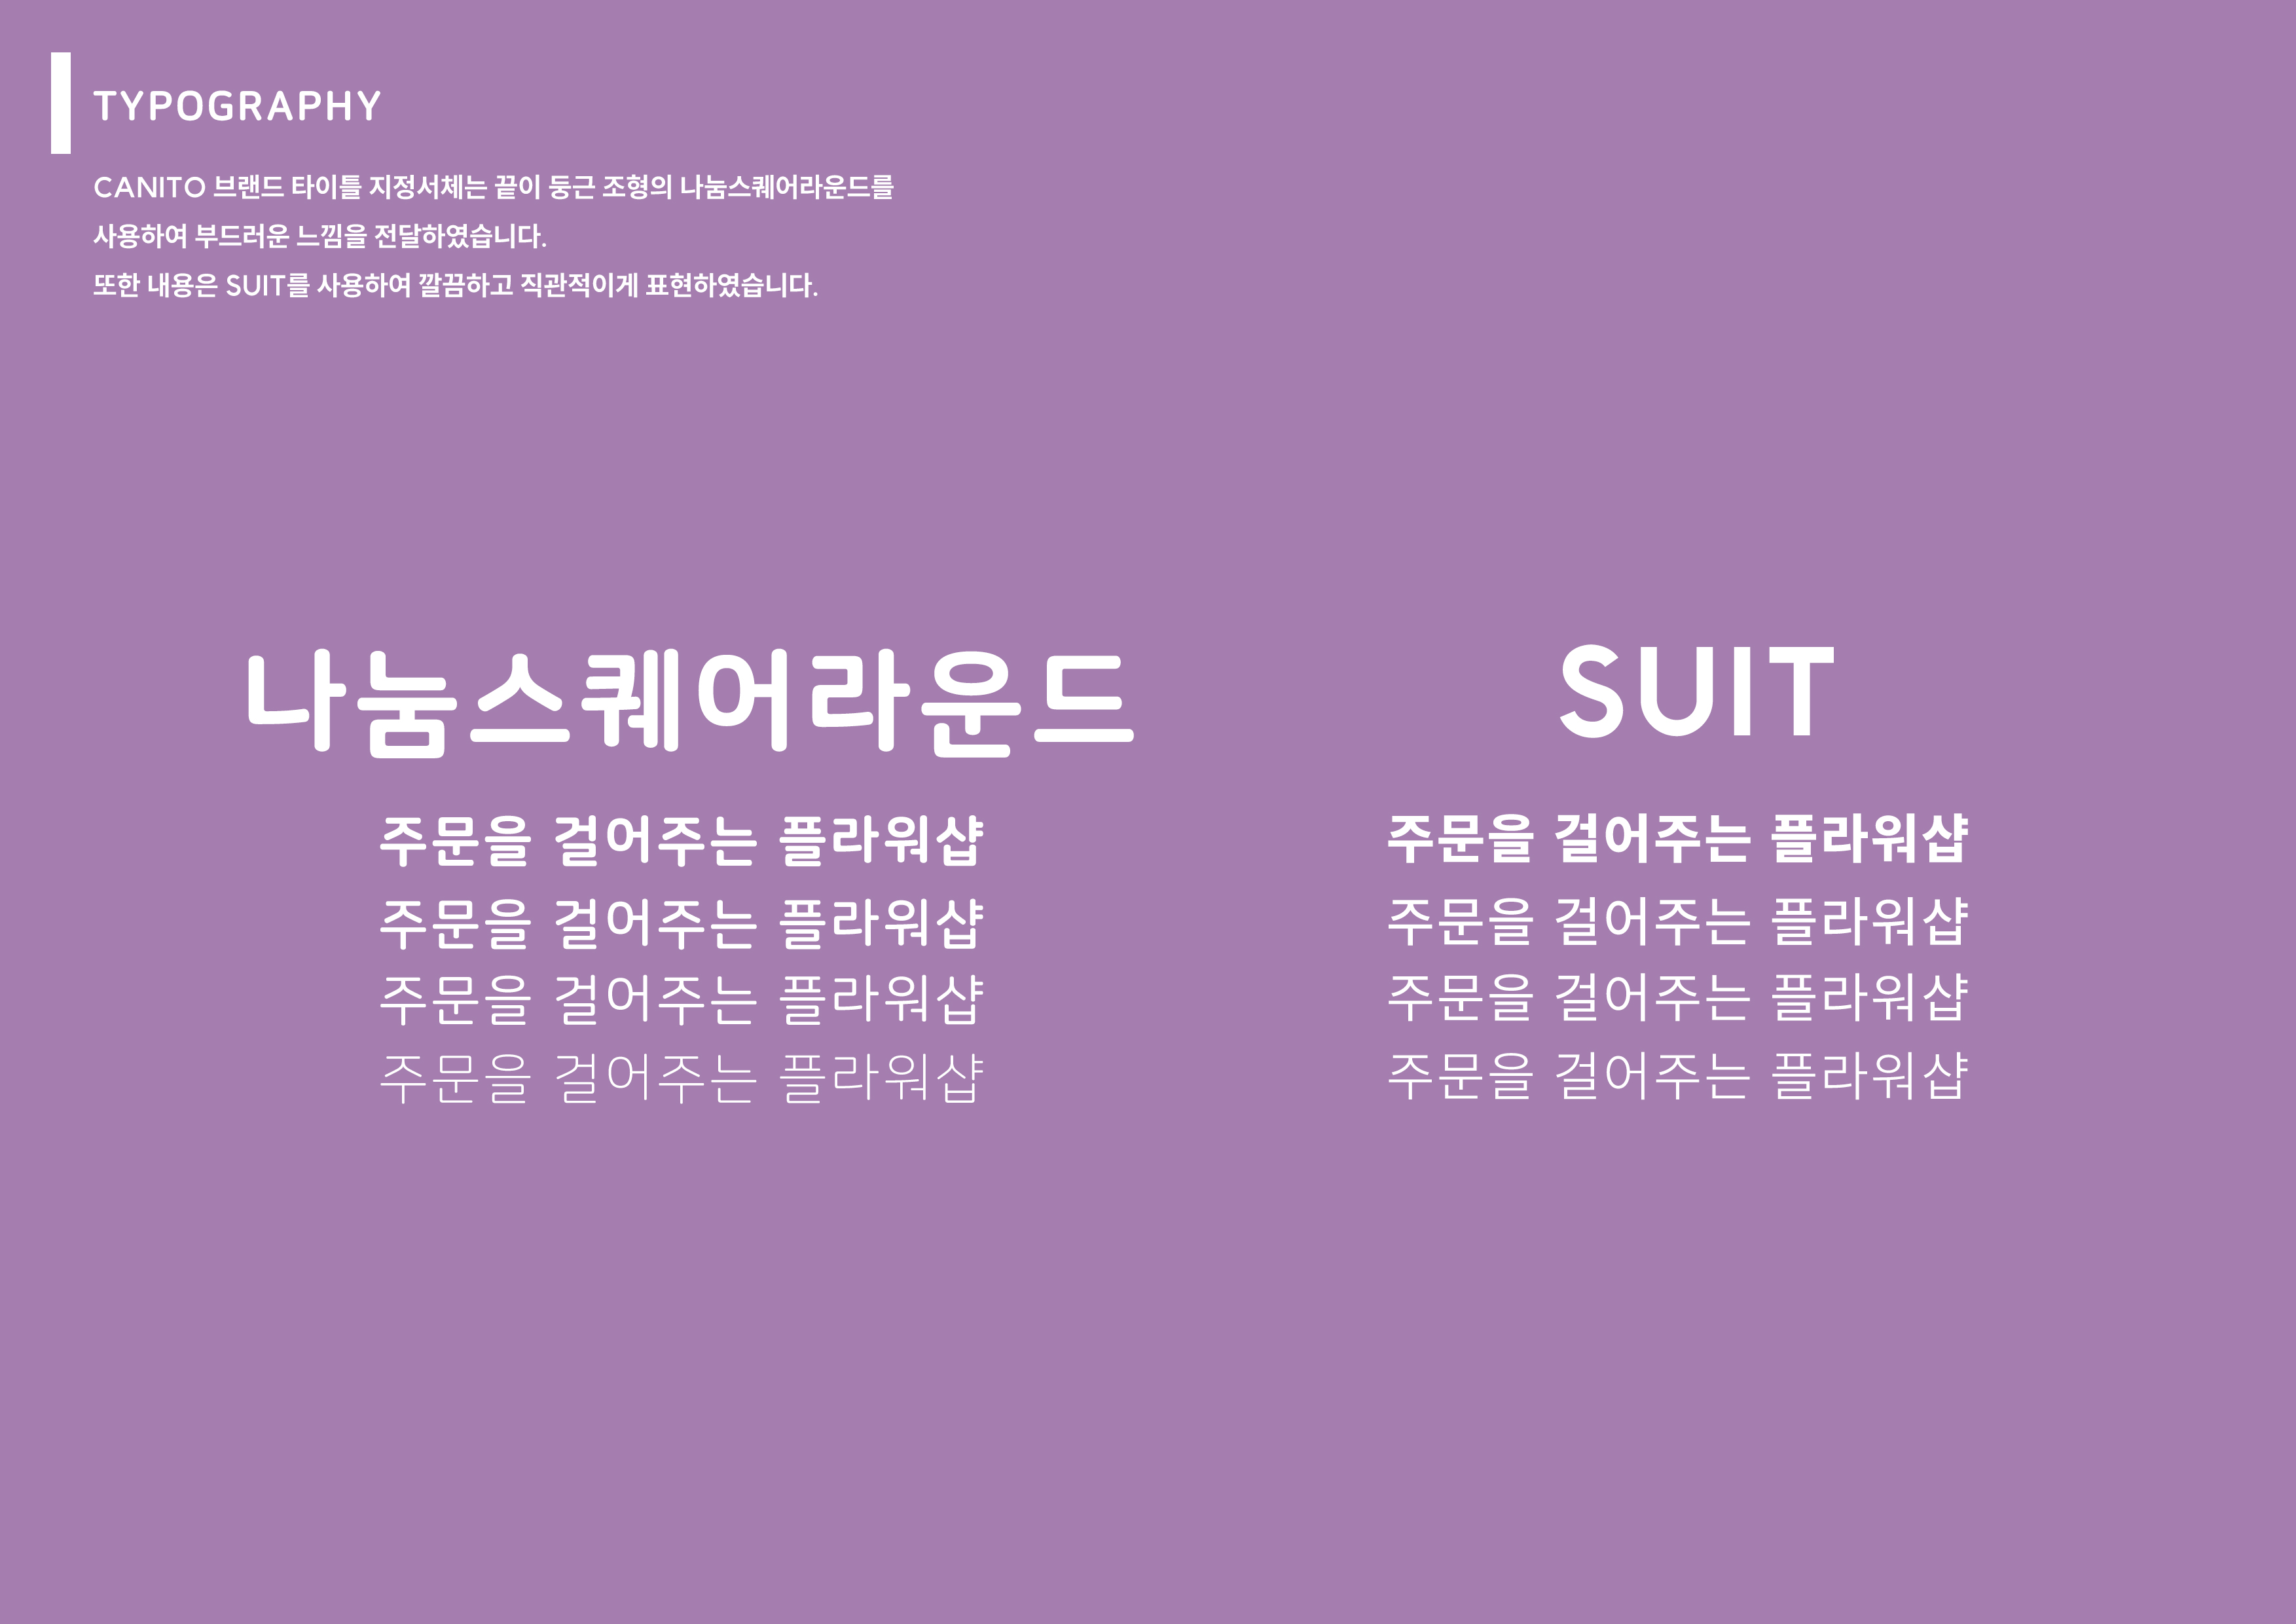 TYPOGRAPHY
CANITO 브랜드 타이틀 지정서체는 끝이 둥근 조형의 나눔스퀘어라운드를
사용하여 부드러운 느낌을 전달하였습니다.
또한 내용은 SUIT를 사용하여 깔끔하고 직관적이게 표현하였습니다.
나눔스퀘어라운드
주문을 걸어주는 플라워샵
주문을 걸어주는 플라워샵
주문을 걸어주는 플라워샵
주문을 걸어주는 플라워샵
SUIT
주문을 걸어주는 플라워샵
주문을 걸어주는 플라워샵
주문을 걸어주는 플라워샵
주문을 걸어주는 플라워샵